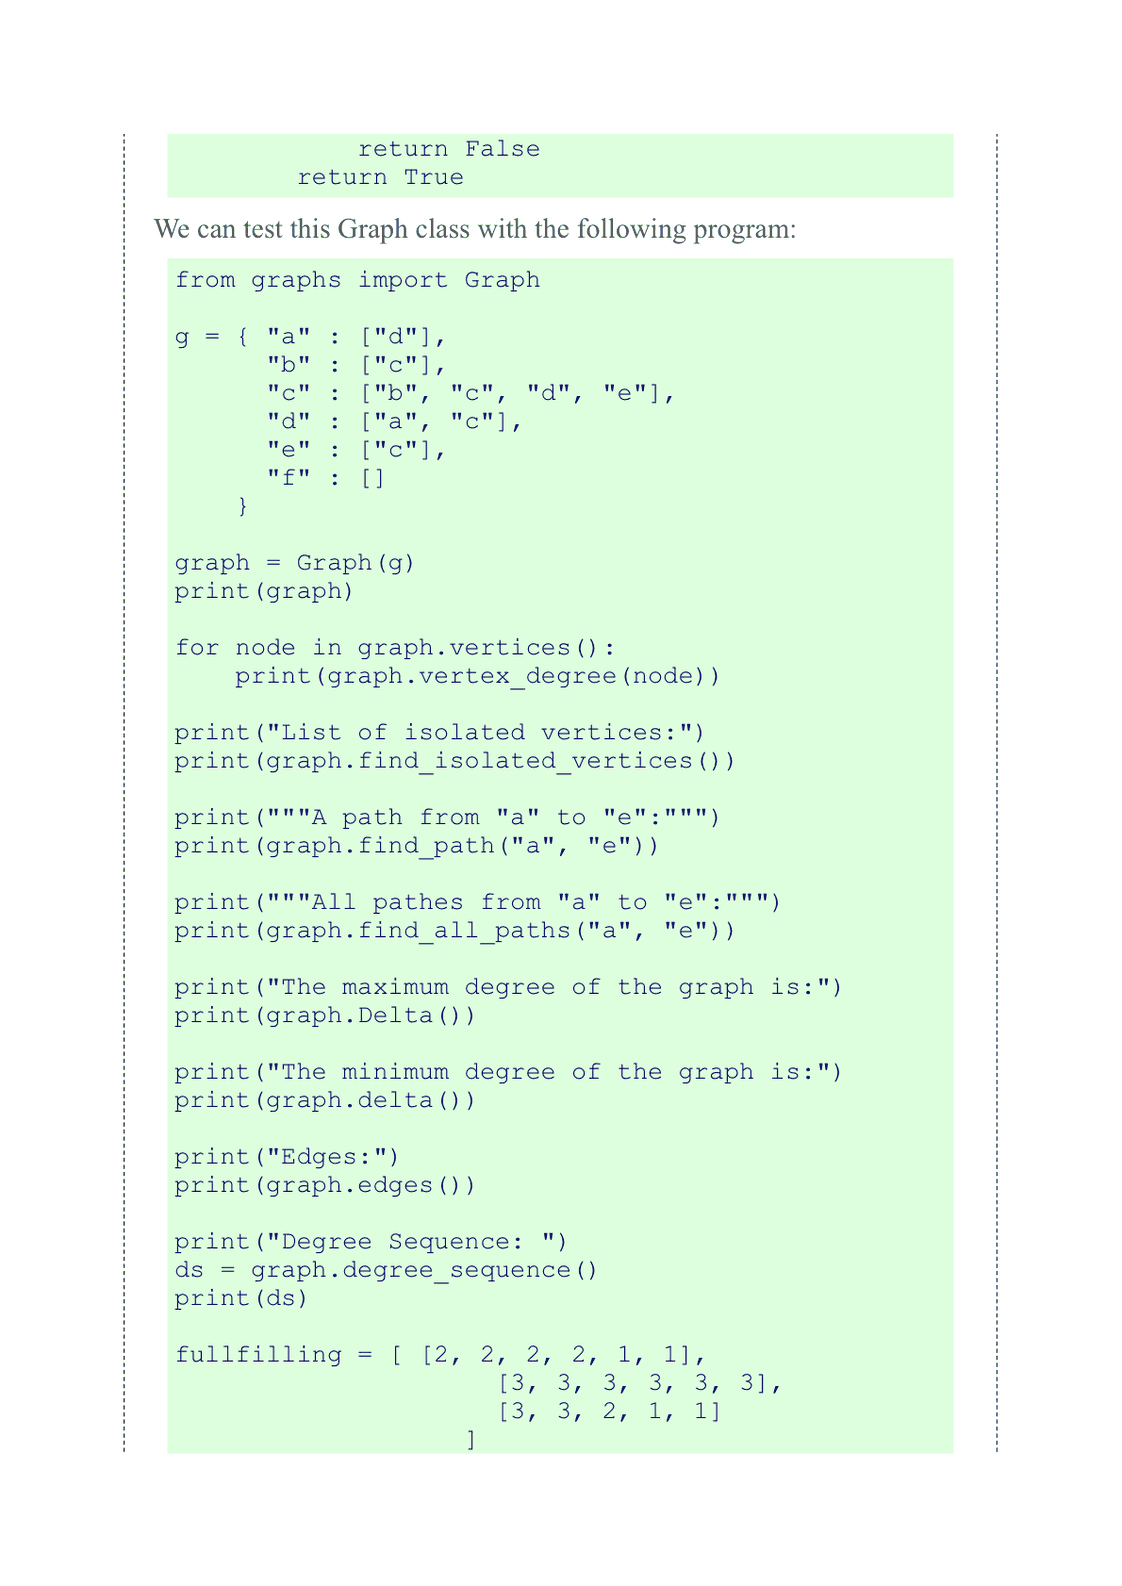 return False
        return True
We can test this Graph class with the following program:
from graphs import Graph

g = { "a" : ["d"],
      "b" : ["c"],
      "c" : ["b", "c", "d", "e"],
      "d" : ["a", "c"],
      "e" : ["c"],
      "f" : []
    }

graph = Graph(g)
print(graph)

for node in graph.vertices():
    print(graph.vertex_degree(node))

print("List of isolated vertices:")
print(graph.find_isolated_vertices())

print("""A path from "a" to "e":""")
print(graph.find_path("a", "e"))

print("""All pathes from "a" to "e":""")
print(graph.find_all_paths("a", "e"))

print("The maximum degree of the graph is:")
print(graph.Delta())

print("The minimum degree of the graph is:")
print(graph.delta())

print("Edges:")
print(graph.edges())

print("Degree Sequence: ")
ds = graph.degree_sequence()
print(ds)

fullfilling = [ [2, 2, 2, 2, 1, 1],
                     [3, 3, 3, 3, 3, 3],
                     [3, 3, 2, 1, 1]
                   ]